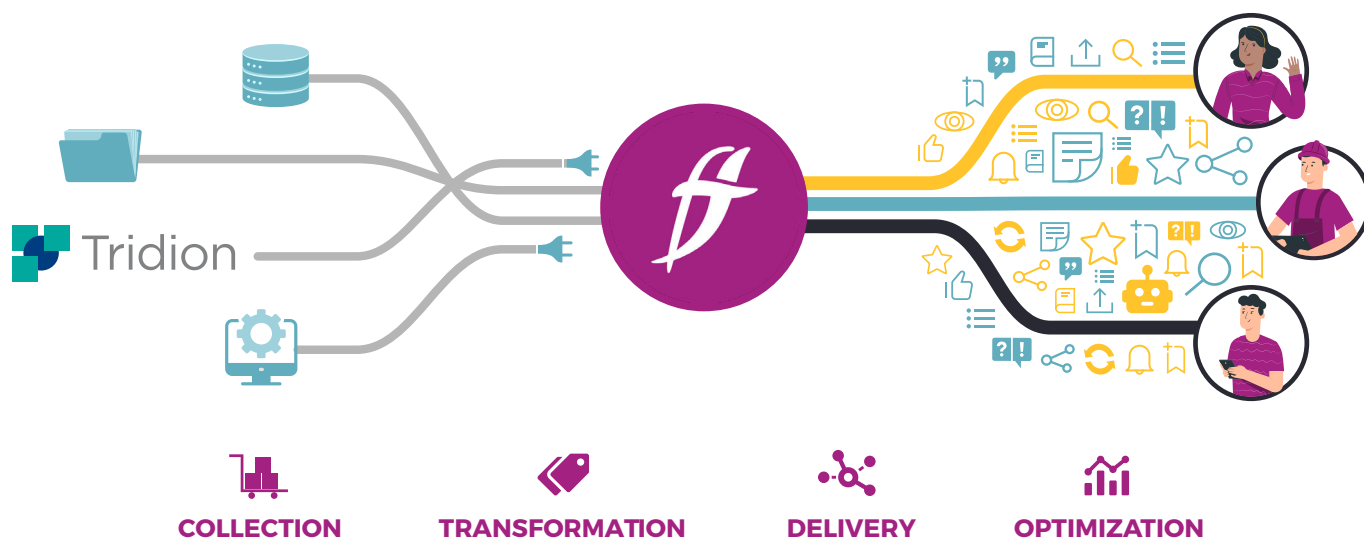 Tridion
COLLECTION
TRANSFORMATION
DELIVERY
OPTIMIZATION